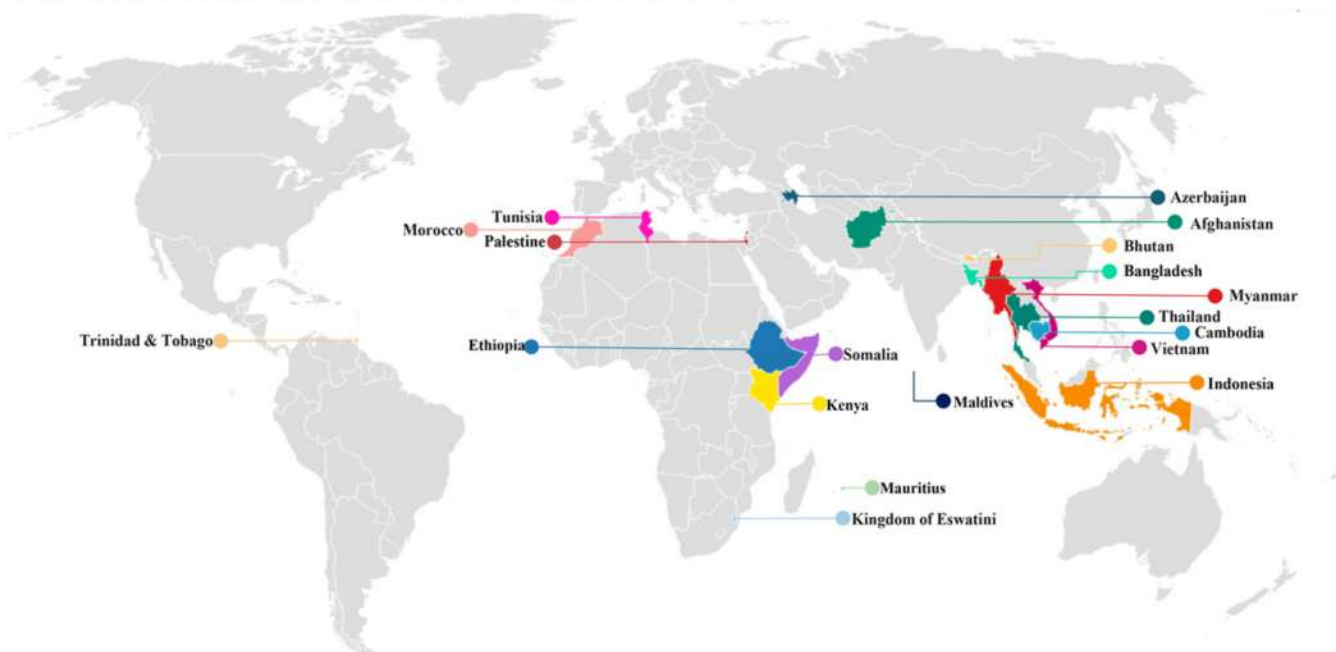 Azerbaijan
Tunisia
Afghanistan
Morocco
Palestine
Bhutan
Bangladesh
Myanmar
Thailand
Trinidad & Tobago
Cambodia
Ethiopia
Vietnam
Somalia
Indonesia
Maldives
Kenya
Mauritius
Kingdom of Eswatini